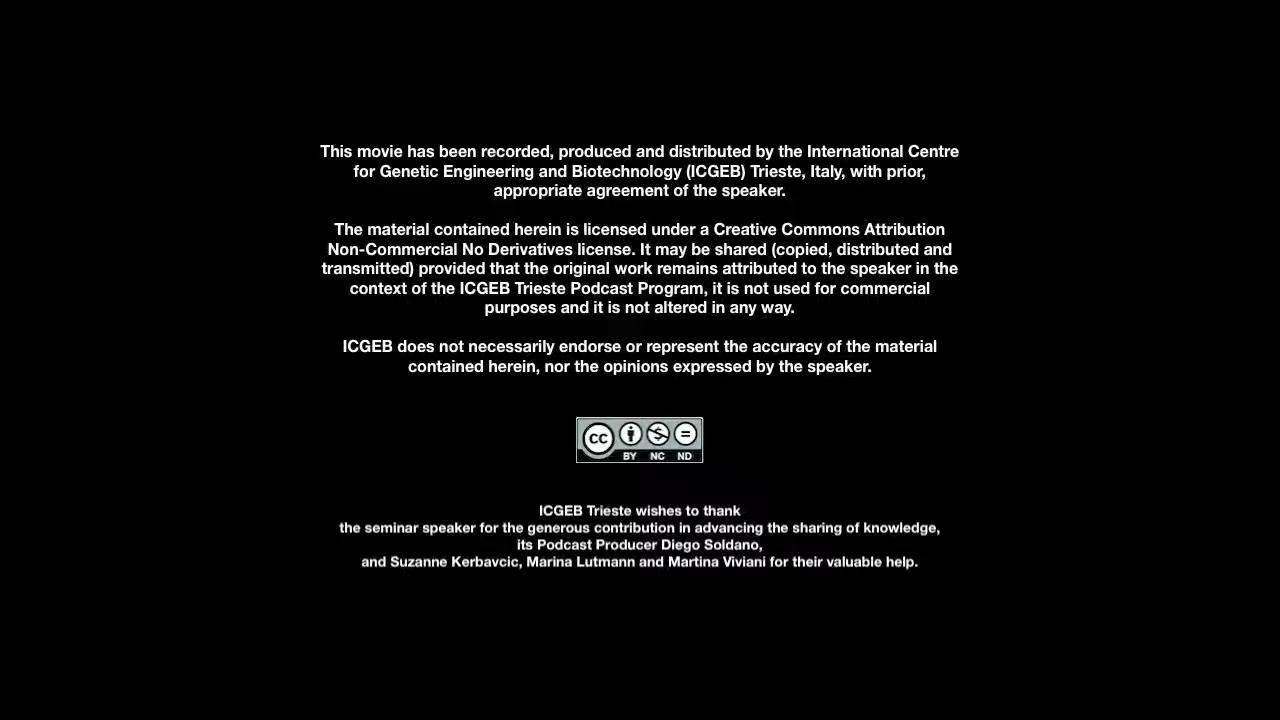 This movie has been recorded, produced and distributed by the International Centre
for Genetic Engineering and Biotechnology (ICGEB) Trieste, Italy, with prior,
appropriate agreement of the speaker.
The material contained herein is licensed under a Creative Commons Attribution
Non-Commercial No Derivatives license. It may be shared (copied, distributed and
transmitted) provided that the original work remains attributed to the speaker in the
context of the ICGEB Trieste Podcast Program, it is not used for commercial
purposes and it is not altered in any way.
ICGEB does not necessarily endorse or represent the accuracy of the material
contained herein, nor the opinions expressed by the speaker.
CC
BY NC ND
ICGEB Trieste wishes to thank
the seminar speaker for the generous contribution in advancing the sharing of knowledge,
its Podcast Producer Diego Soldano,
and Suzanne Kerbavcic, Marina Lutmann and Martina Viviani for their valuable help.